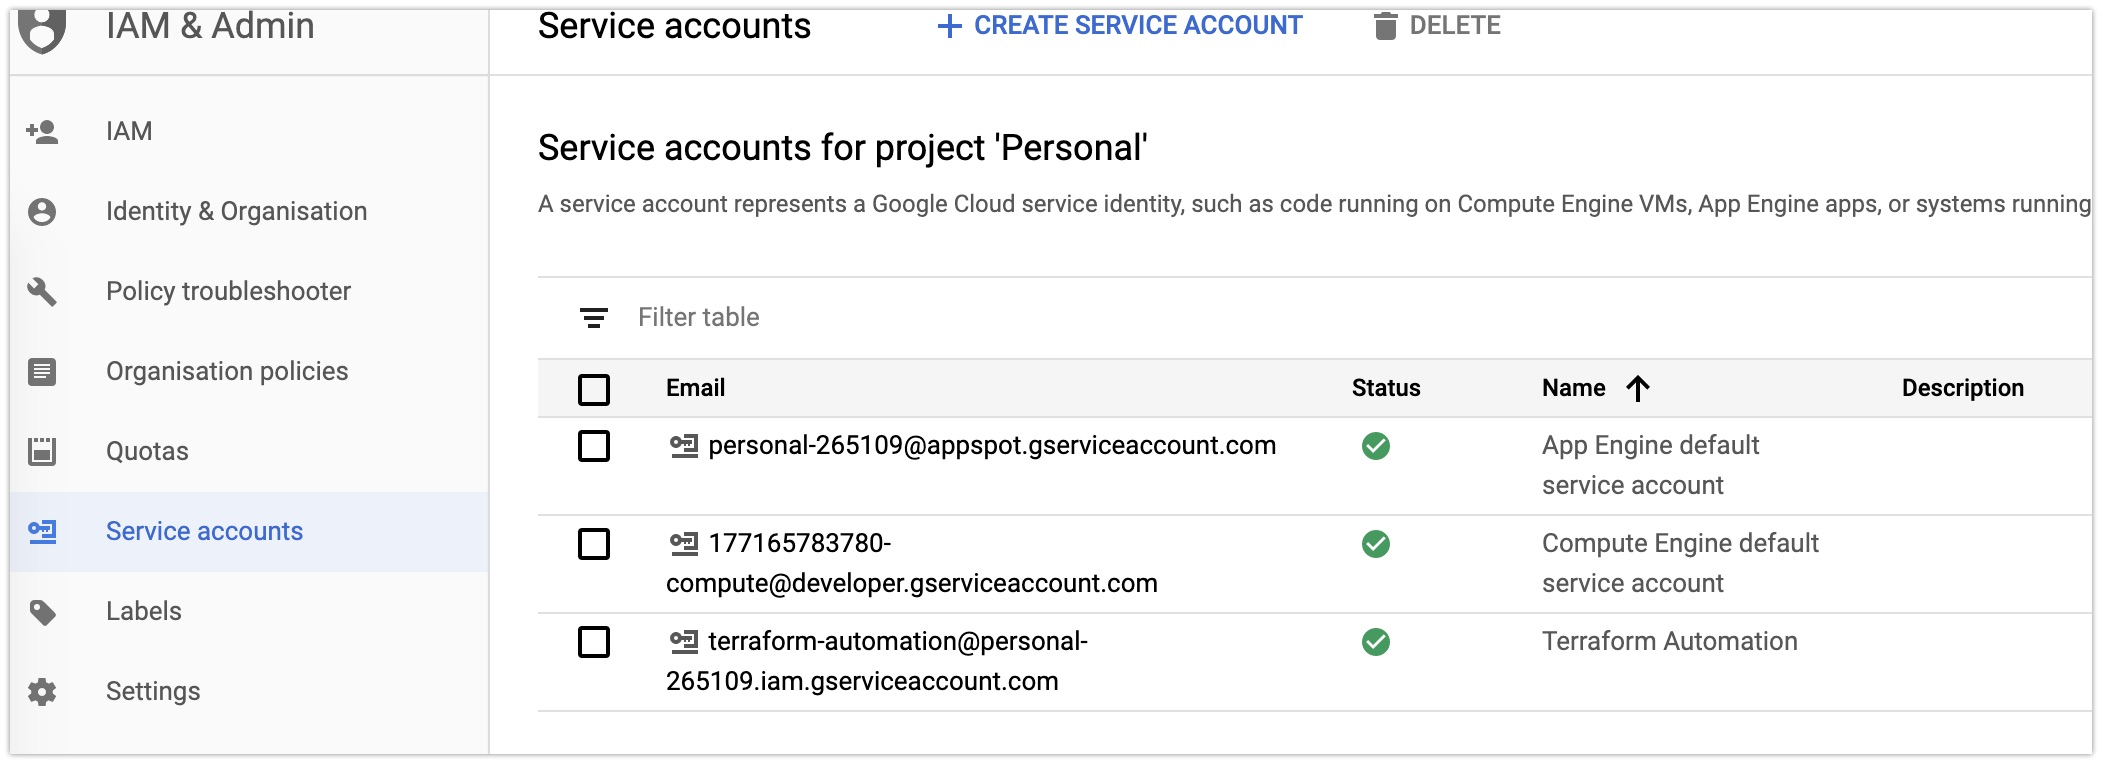 IAM & Admin
Service accounts
CREATE SERVICE ACCOUNT
DELETE
IAM
Identity & Organisation
Policy troubleshooter
Organisation policies
Quotas
Service accounts
Labels
Settings
Service accounts for project 'Personal'
A service account represents a Google Cloud service identity, such as code running on Compute Engine VMs, App Engine apps, or systems running
Filter table
Email Status Name Description
personal-265109@appspot.gserviceaccount.com
App Engine default
service account
177165783780-
compute@developer.gserviceaccount.com
Compute Engine default
service account
terraform-automation@personal-
265109.iam.gserviceaccount.com
Terraform Automation